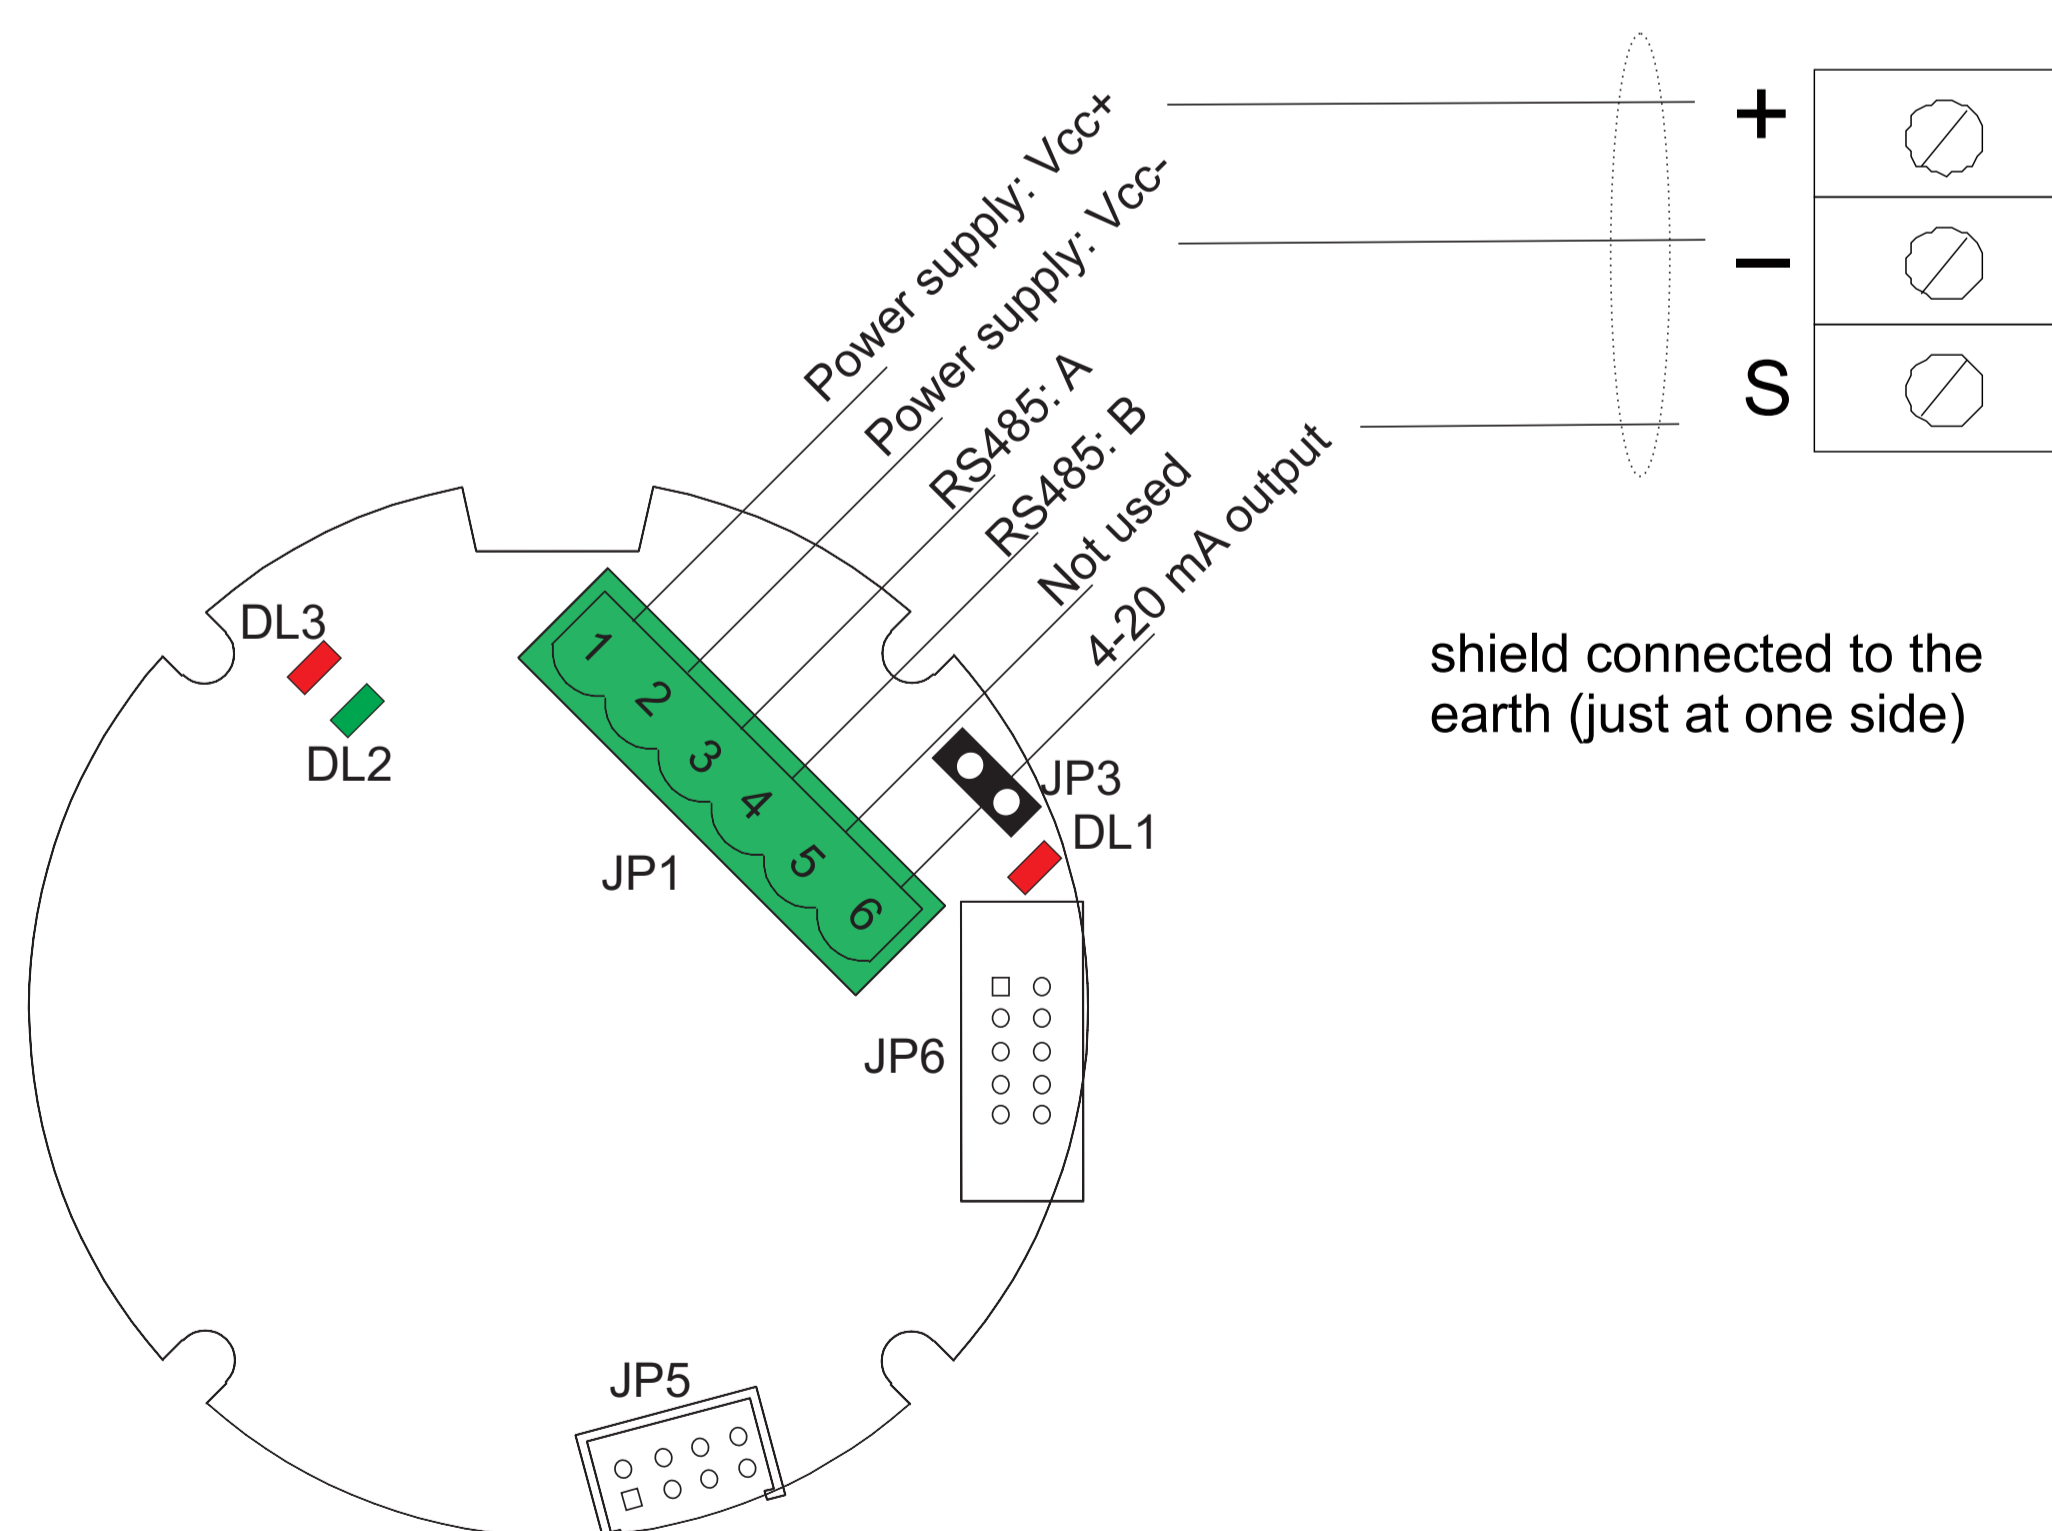 Power supply: Vcc+
Power supply: Vcc-
RS485: A
RS485: B
Not used
4-20 mA output
+
−
S
shield connected to the
earth (just at one side)
DL3
DL2
1
2
3
4
5
6
JP1
JP3
DL1
JP6
JP5